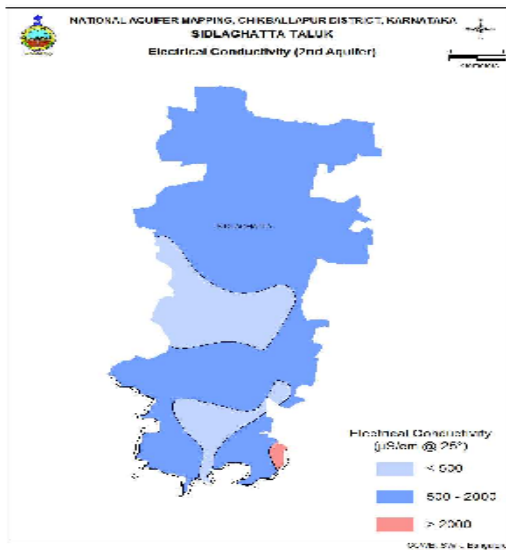 NATIONAL AQUIFER MAPPING, CHIKBALLAPUR DISTRICT, KARNATAKA
SIDLAGHATTA TALUK
Electrical Conductivity (2nd Aquifer)
SIDLAGHATTA
Electrical Conductivity
(µS/cm @ 25°)
< 500
500 - 2000
> 2000